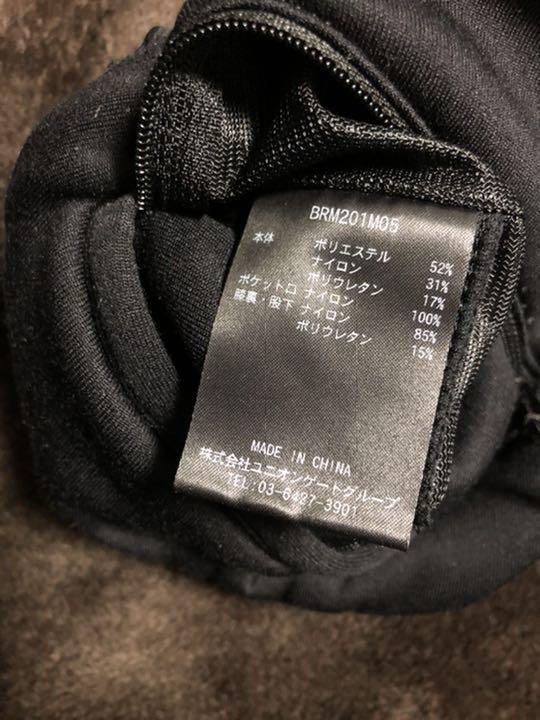 BRM201M05
本体 ポリエステル 52%
ナイロン 31%
ポリウレタン 17%
ポケット口 ナイロン 100%
膝裏・股下 ナイロン 85%
ポリウレタン 15%
MADE IN CHINA
株式会社ユニオンゲートグループ
TEL:03-6427-3901